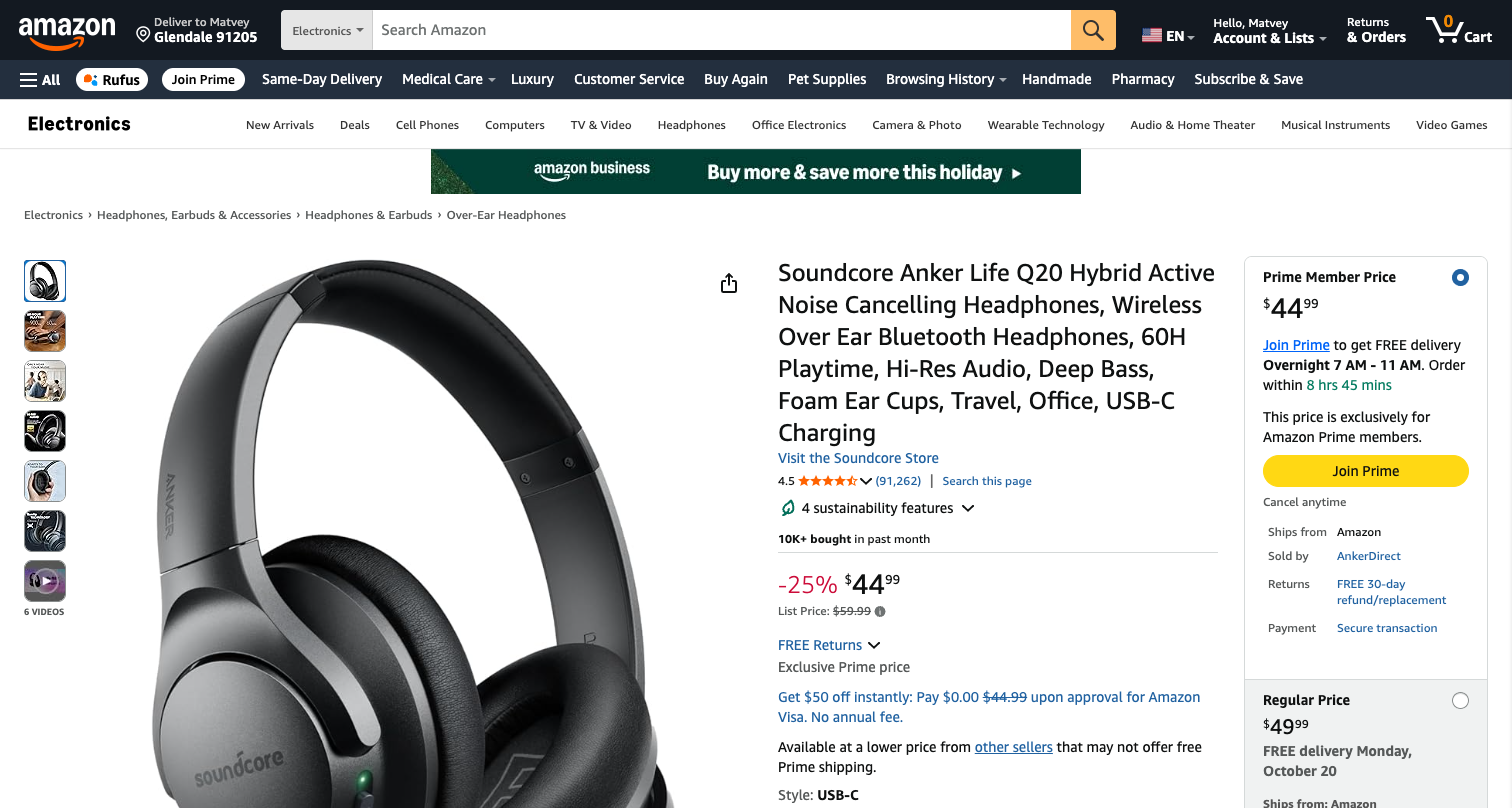 amazon
Deliver to Matvey
Glendale 91205
Electronics
Search Amazon
EN
Hello, Matvey
Account & Lists
Returns
& Orders
0
Cart
All
Rufus
Join Prime
Same-Day Delivery
Medical Care
Luxury
Customer Service
Buy Again
Pet Supplies
Browsing History
Handmade
Pharmacy
Subscribe & Save
Electronics
New Arrivals
Deals
Cell Phones
Computers
TV & Video
Headphones
Office Electronics
Camera & Photo
Wearable Technology
Audio & Home Theater
Musical Instruments
Video Games
amazon business
Buy more & save more this holiday ▸
Electronics › Headphones, Earbuds & Accessories › Headphones & Earbuds › Over-Ear Headphones
6 VIDEOS
ANKER
soundcore
Soundcore Anker Life Q20 Hybrid Active
Noise Cancelling Headphones, Wireless
Over Ear Bluetooth Headphones, 60H
Playtime, Hi-Res Audio, Deep Bass,
Foam Ear Cups, Travel, Office, USB-C
Charging
Visit the Soundcore Store
4.5 (91,262) | Search this page
4 sustainability features
10K+ bought in past month
-25% $44 99
List Price: $59.99
FREE Returns
Exclusive Prime price
Get $50 off instantly: Pay $0.00 $44.99 upon approval for Amazon
Visa. No annual fee.
Available at a lower price from other sellers that may not offer free
Prime shipping.
Style: USB-C
Prime Member Price
$44 99
Join Prime to get FREE delivery
Overnight 7 AM - 11 AM. Order
within 8 hrs 45 mins
This price is exclusively for
Amazon Prime members.
Join Prime
Cancel anytime
Ships from Amazon
Sold by AnkerDirect
Returns FREE 30-day
refund/replacement
Payment Secure transaction
Regular Price
$49 99
FREE delivery Monday,
October 20
Ships from: Amazon